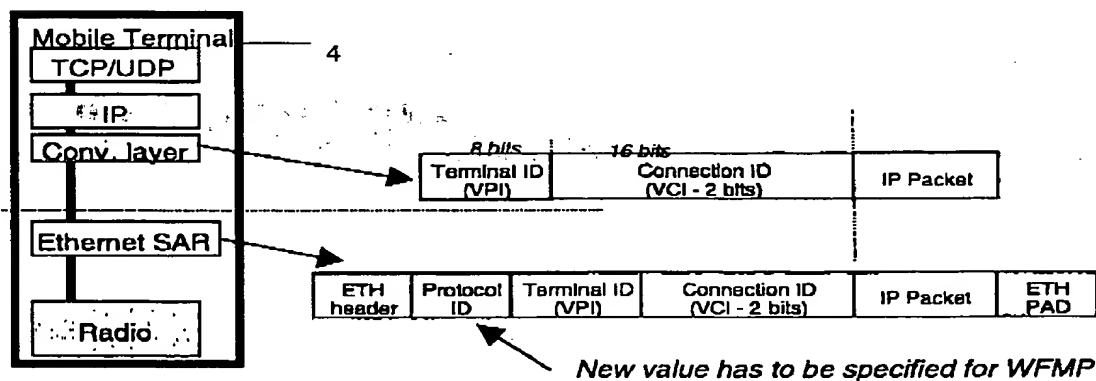 Mobile Terminal
4
TCP/UDP
IP
Conv. layer
8 bits
16 bits
Terminal ID
(VPI)
Connection ID
(VCI - 2 bits)
IP Packet
Ethernet SAR
ETH
header
Protocol
ID
Terminal ID
(VPI)
Connection ID
(VCI - 2 bits)
IP Packet
ETH
PAD
Radio
New value has to be specified for WFMP